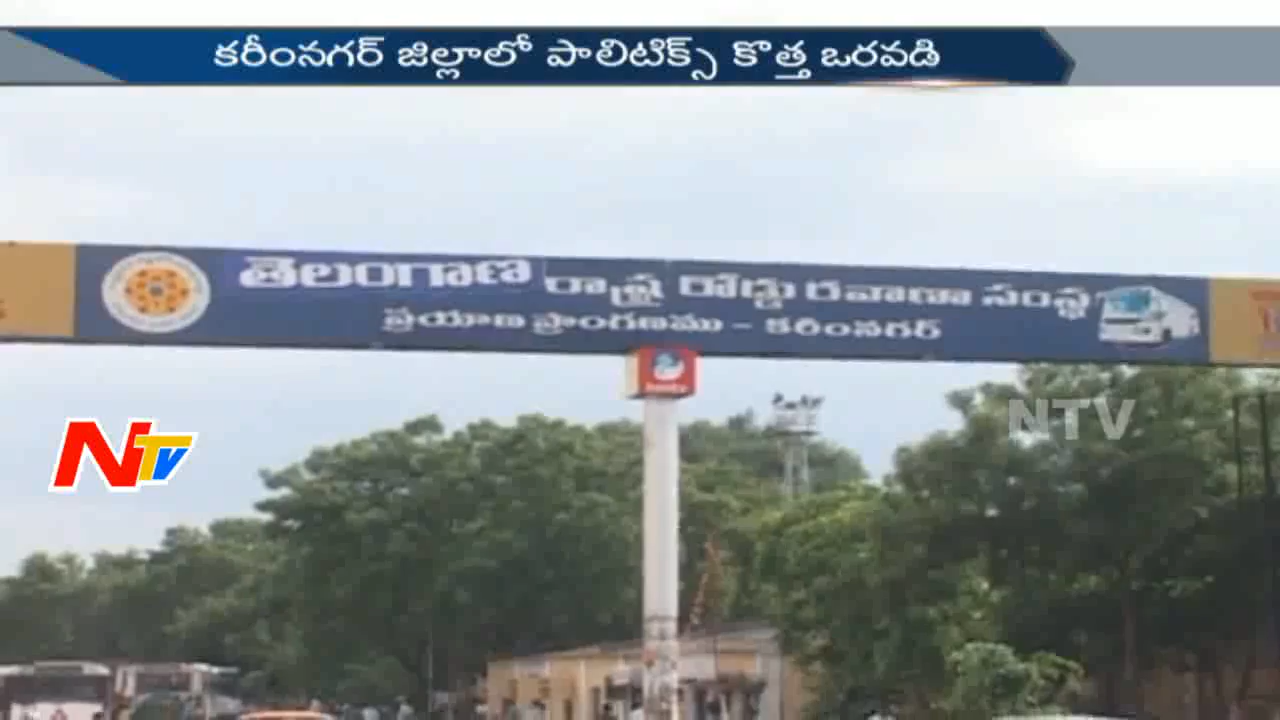 కరీంనగర్ జిల్లాలో పాలిటిక్స్ కొత్త ఒరవడి
తెలంగాణ రాష్ట్ర రోడ్డు రవాణా సంస్థ
ప్రయాణ ప్రాంగణము - కరీంనగర్
NTV
NTV